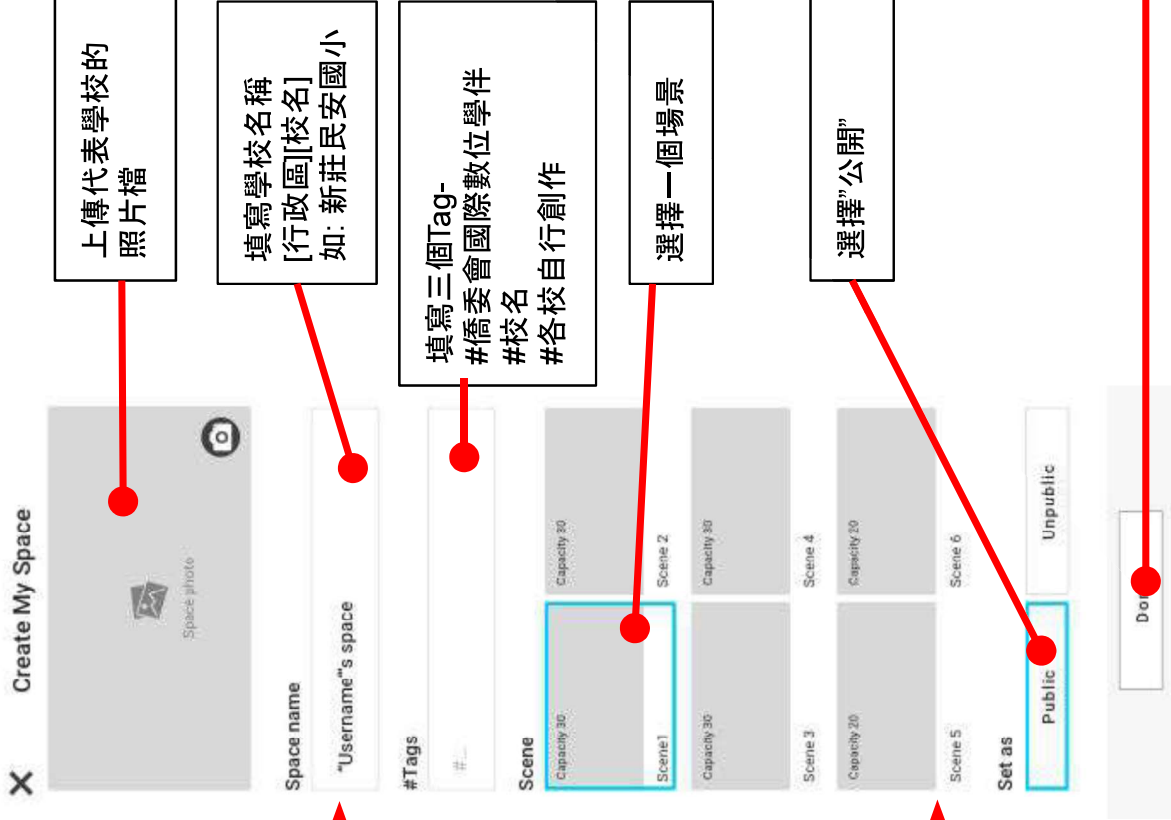 Create My Space
Space photo
上傳代表學校的
照片檔
Space name
"Username"'s space
填寫學校名稱
[行政區][校名]
如: 新莊民安國小
#Tags
#...
填寫三個Tag-
#僑委會國際數位學伴
#校名
#各校自行創作
Scene
Capacity 30
Scene1
Capacity 30
Scene 2
選擇一個場景
Capacity 30
Scene 3
Capacity 30
Scene 4
Capacity 20
Scene 5
Capacity 20
Scene 6
Set as
Public
Unpublic
選擇”公開”